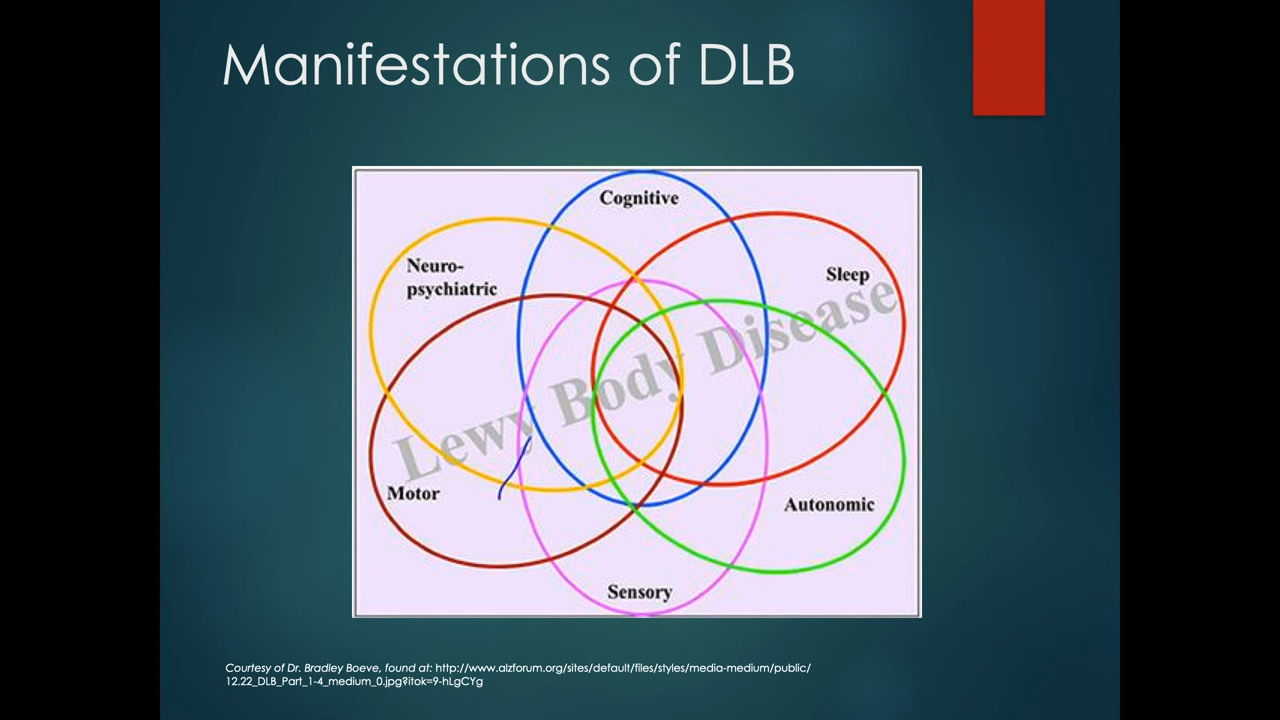 Manifestations of DLB
Cognitive
Neuro-
psychiatric
Sleep
Lewy Body Disease
Motor
Autonomic
Sensory
Courtesy of Dr. Bradley Boeve, found at: http://www.alzforum.org/sites/default/files/styles/media-medium/public/
12.22_DLB_Part_1-4_medium_0.jpg?itok=9-hLgCYg